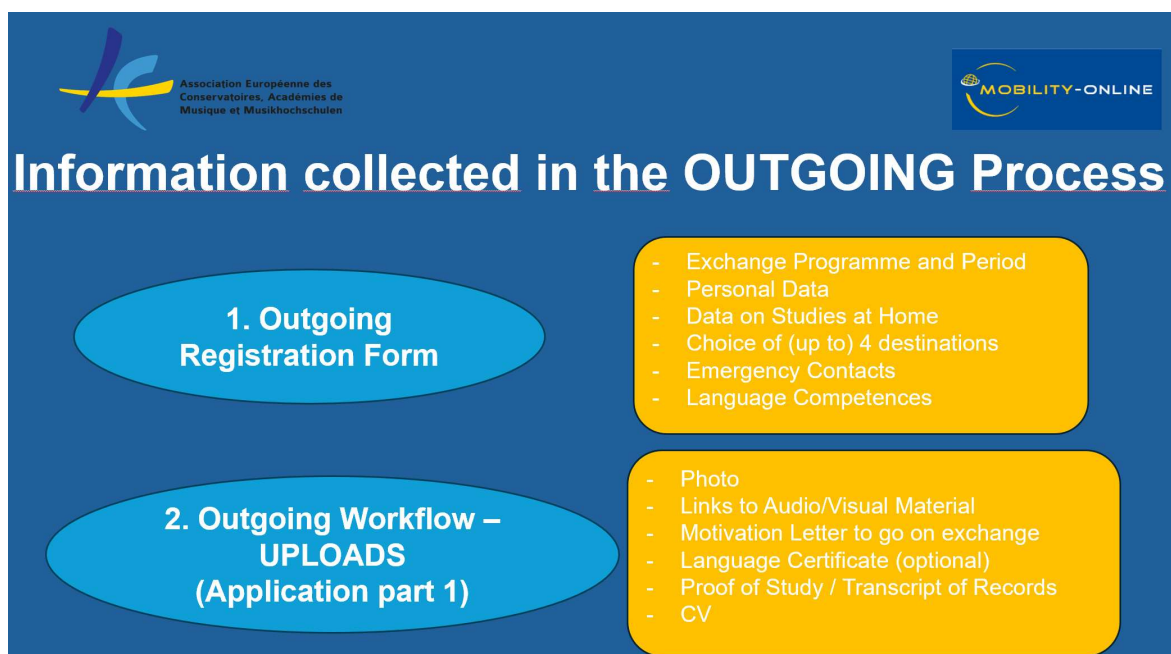 Association Européenne des
Conservatoires, Académies de
Musique et Musikhochschulen
MOBILITY-ONLINE
Information collected in the OUTGOING Process
1. Outgoing
Registration Form
- Exchange Programme and Period
- Personal Data
- Data on Studies at Home
- Choice of (up to) 4 destinations
- Emergency Contacts
- Language Competences
2. Outgoing Workflow –
UPLOADS
(Application part 1)
- Photo
- Links to Audio/Visual Material
- Motivation Letter to go on exchange
- Language Certificate (optional)
- Proof of Study / Transcript of Records
- CV